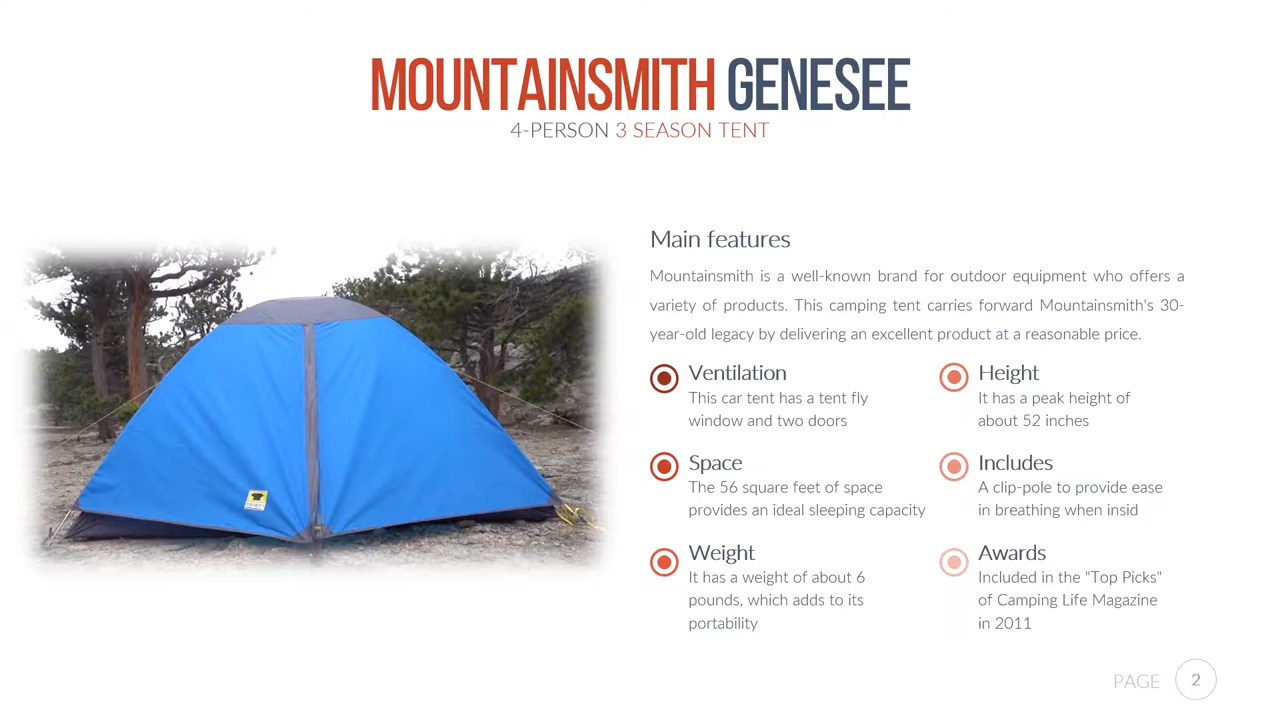 MOUNTAINSMITH GENESEE
4-PERSON 3 SEASON TENT
Main features
Mountainsmith is a well-known brand for outdoor equipment who offers a
variety of products. This camping tent carries forward Mountainsmith's 30-
year-old legacy by delivering an excellent product at a reasonable price.
Ventilation
This car tent has a tent fly
window and two doors
Space
The 56 square feet of space
provides an ideal sleeping capacity
Weight
It has a weight of about 6
pounds, which adds to its
portability
Height
It has a peak height of
about 52 inches
Includes
A clip-pole to provide ease
in breathing when insid
Awards
Included in the "Top Picks"
of Camping Life Magazine
in 2011
PAGE 2